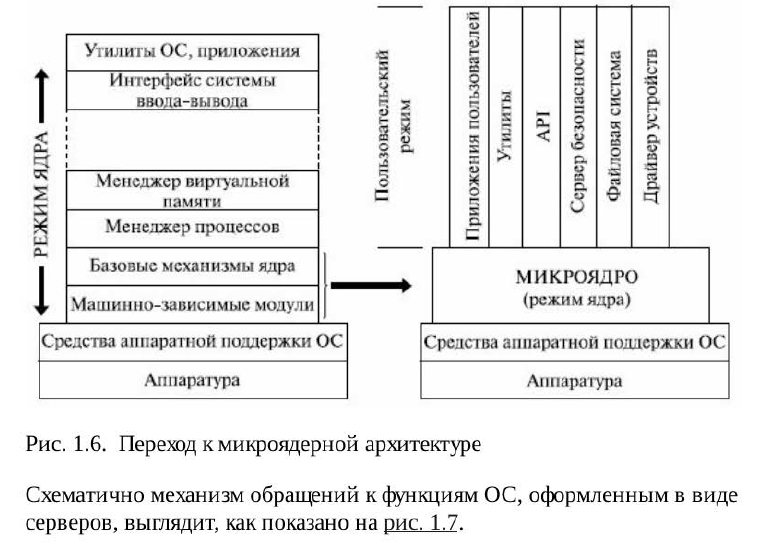 Утилиты ОС, приложения
Интерфейс системы
ввода-вывода
Менеджер виртуальной
памяти
Менеджер процессов
Базовые механизмы ядра
Машинно-зависимые модули
Средства аппаратной поддержки ОС
Аппаратура
РЕЖИМ ЯДРА
Пользовательский
режим
Приложения пользователей
Утилиты
API
Сервер безопасности
Файловая система
Драйвер устройств
МИКРОЯДРО
(режим ядра)
Средства аппаратной поддержки ОС
Аппаратура
Рис. 1.6. Переход к микроядерной архитектуре
Схематично механизм обращений к функциям ОС, оформленным в виде
серверов, выглядит, как показано на рис. 1.7.